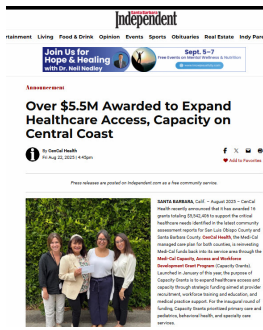 Santa Barbara
Independent
rtainment Living Food & Drink Opinion Events Sports Obituaries Real Estate Indy Par
Join Us for
Hope & Healing
with Dr. Neil Nedley
Sept. 5–7
Free Events on Mental Wellness & Nutrition
Announcement
Over $5.5M Awarded to Expand
Healthcare Access, Capacity on
Central Coast
By CenCal Health
Fri Aug 22, 2025 | 4:45pm
Add to Favorites
Press releases are posted on Independent.com as a free community service.
SANTA BARBARA, Calif. — August 2025 — CenCal
Health recently announced that it has awarded 16
grants totaling $5,542,406 to support the critical
healthcare needs identified in the latest community
assessment reports for San Luis Obispo County and
Santa Barbara County. CenCal Health, the Medi-Cal
managed care plan for both counties, is reinvesting
Medi-Cal funds back into its service area through the
Medi-Cal Capacity, Access and Workforce
Development Grant Program (Capacity Grants).
Launched in January of this year, the purpose of
Capacity Grants is to expand healthcare access and
capacity through strategic funding aimed at provider
recruitment, workforce training and education, and
medical practice support. For the inaugural round of
funding, Capacity Grants prioritized primary care and
pediatrics, behavioral health, and specialty care
services.